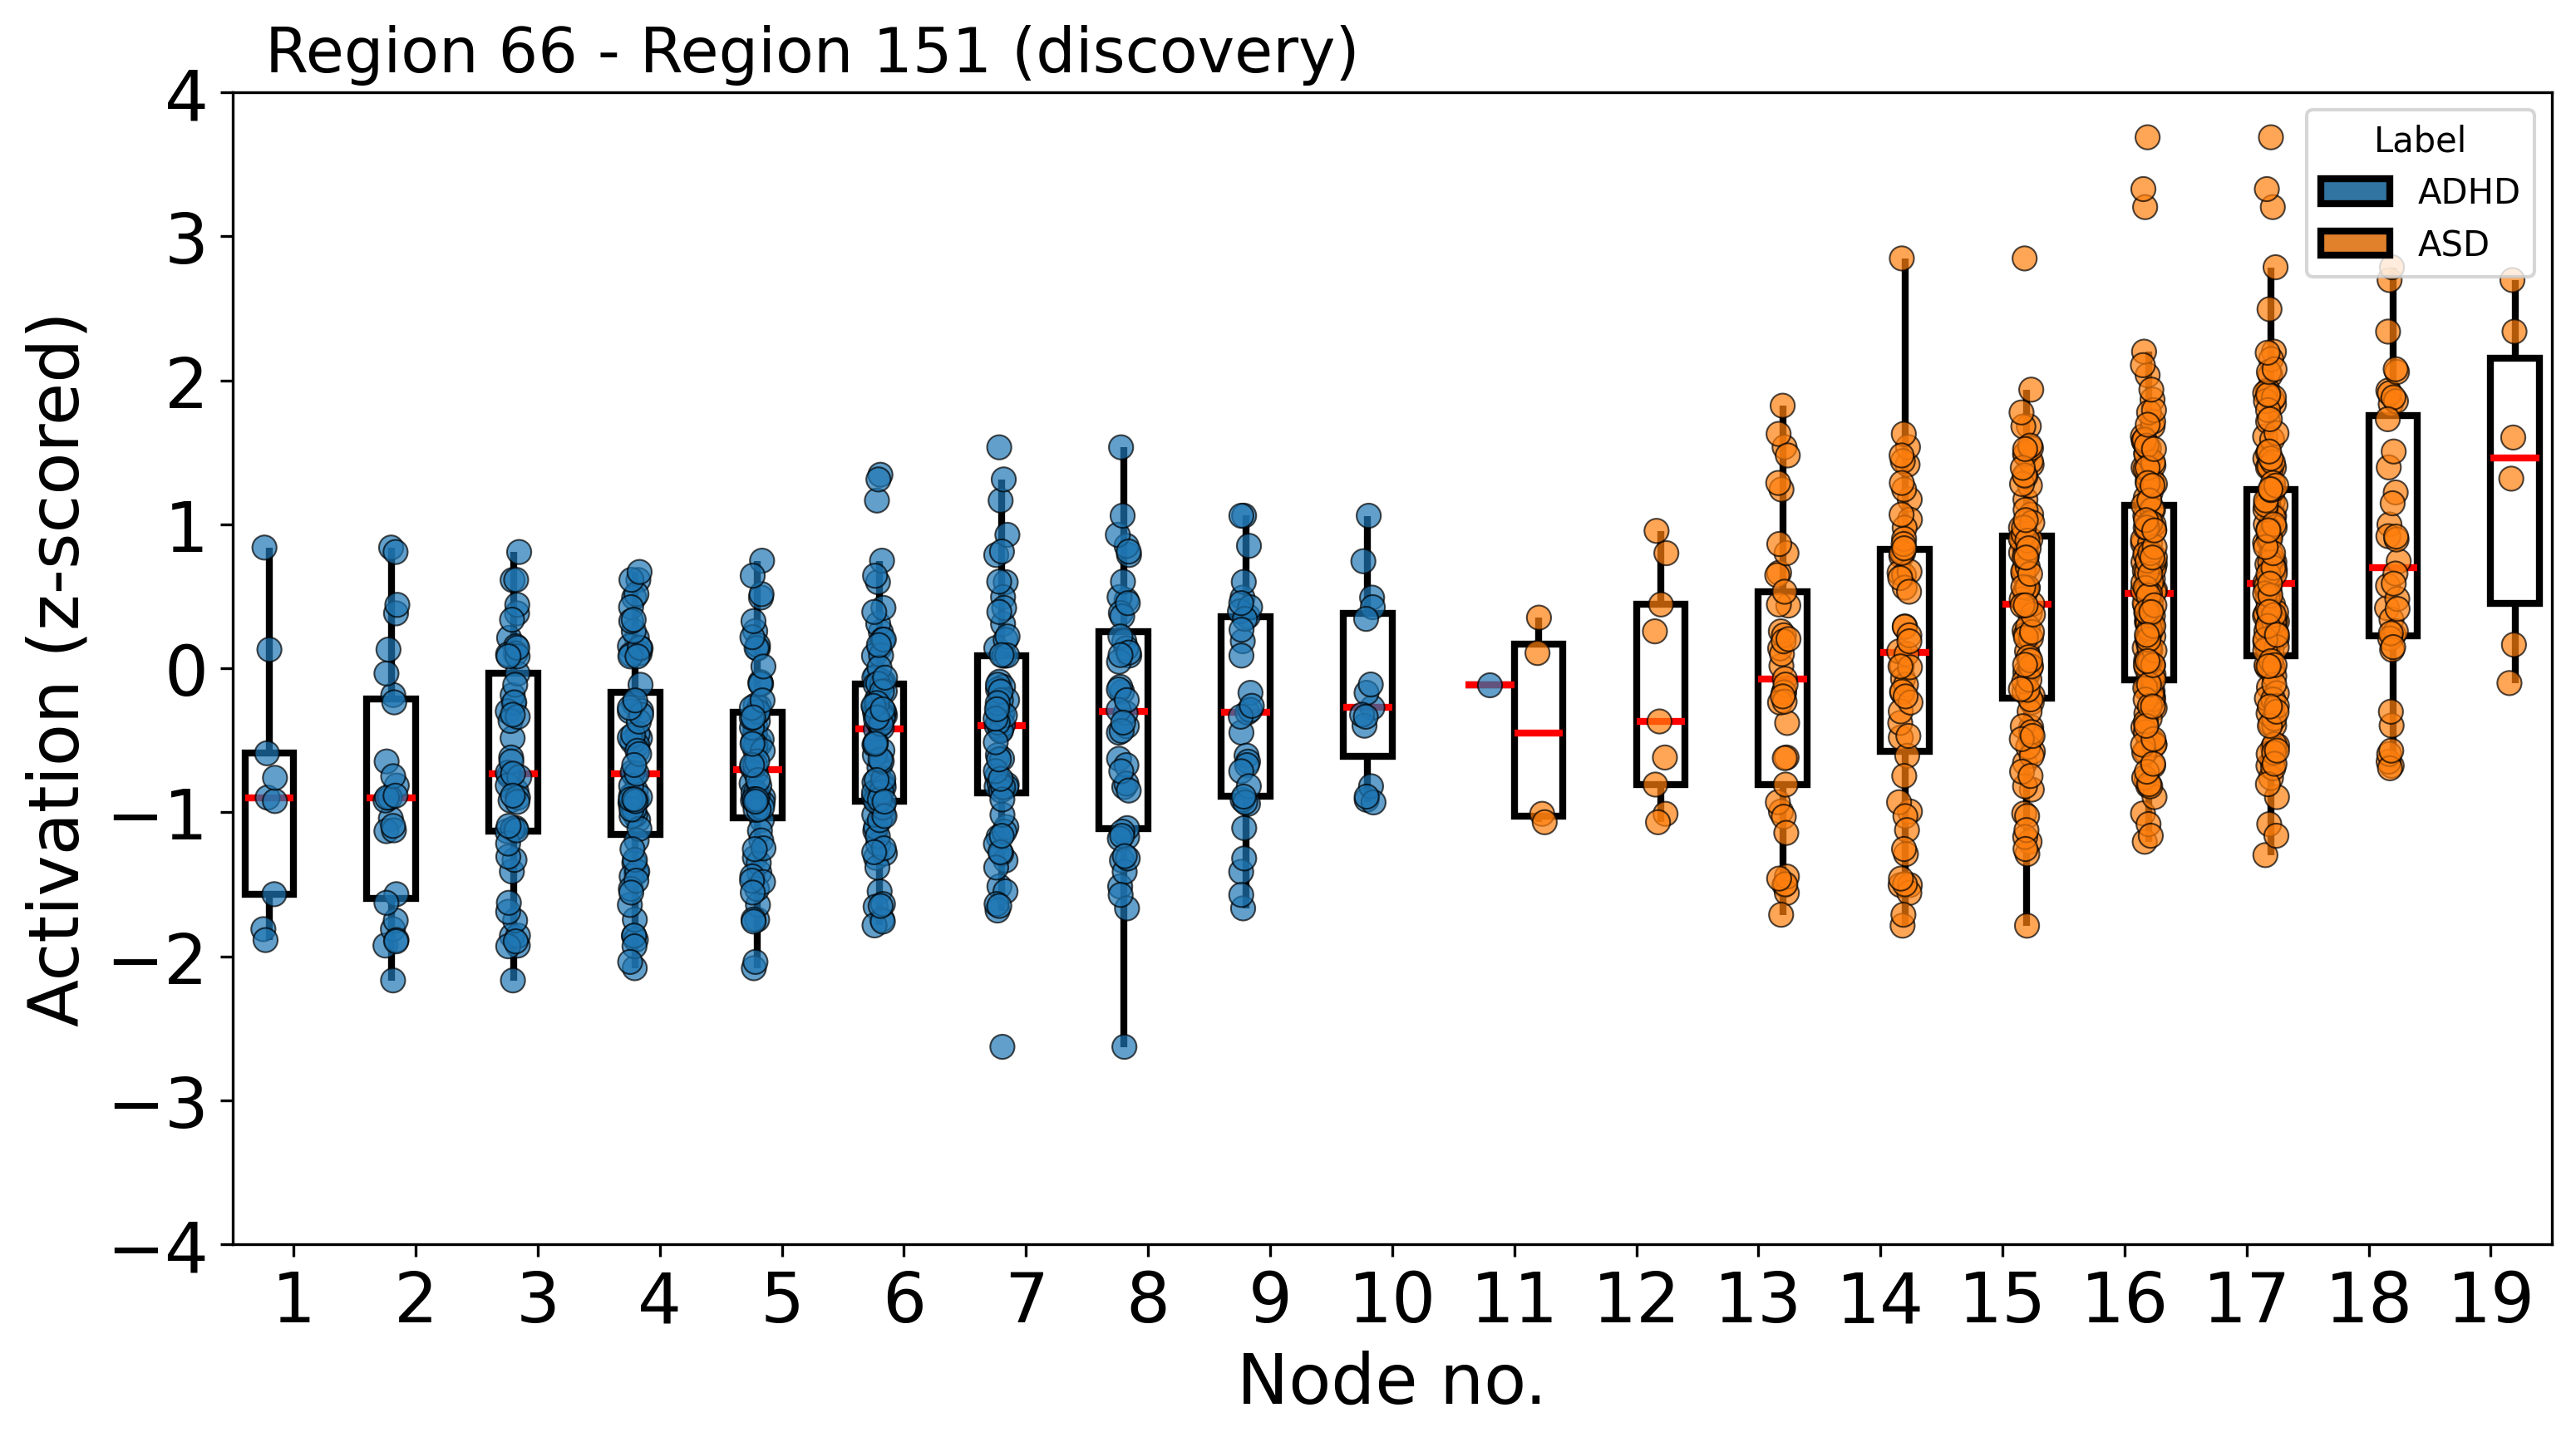 Region 66 - Region 151 (discovery)
Activation (z-scored)
4
3
2
1
0
−1
−2
−3
−4
Label
ADHD
ASD
1 2 3 4 5 6 7 8 9 10 11 12 13 14 15 16 17 18 19
Node no.